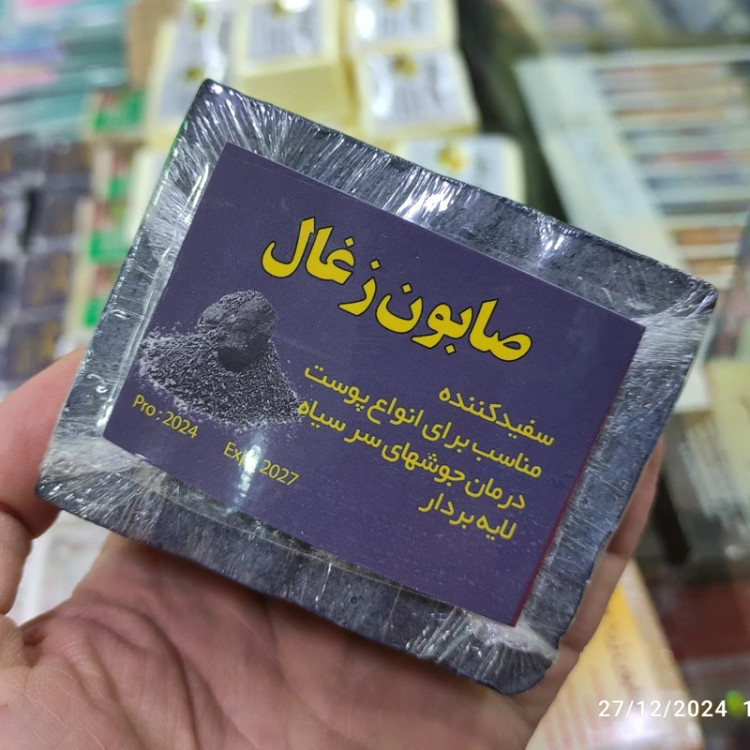 صابون زغال
سفیدکننده
مناسب برای انواع پوست
درمان جوشهای سر سیاه
لایه بردار
Pro: 2024
Exp: 2027
27/12/2024